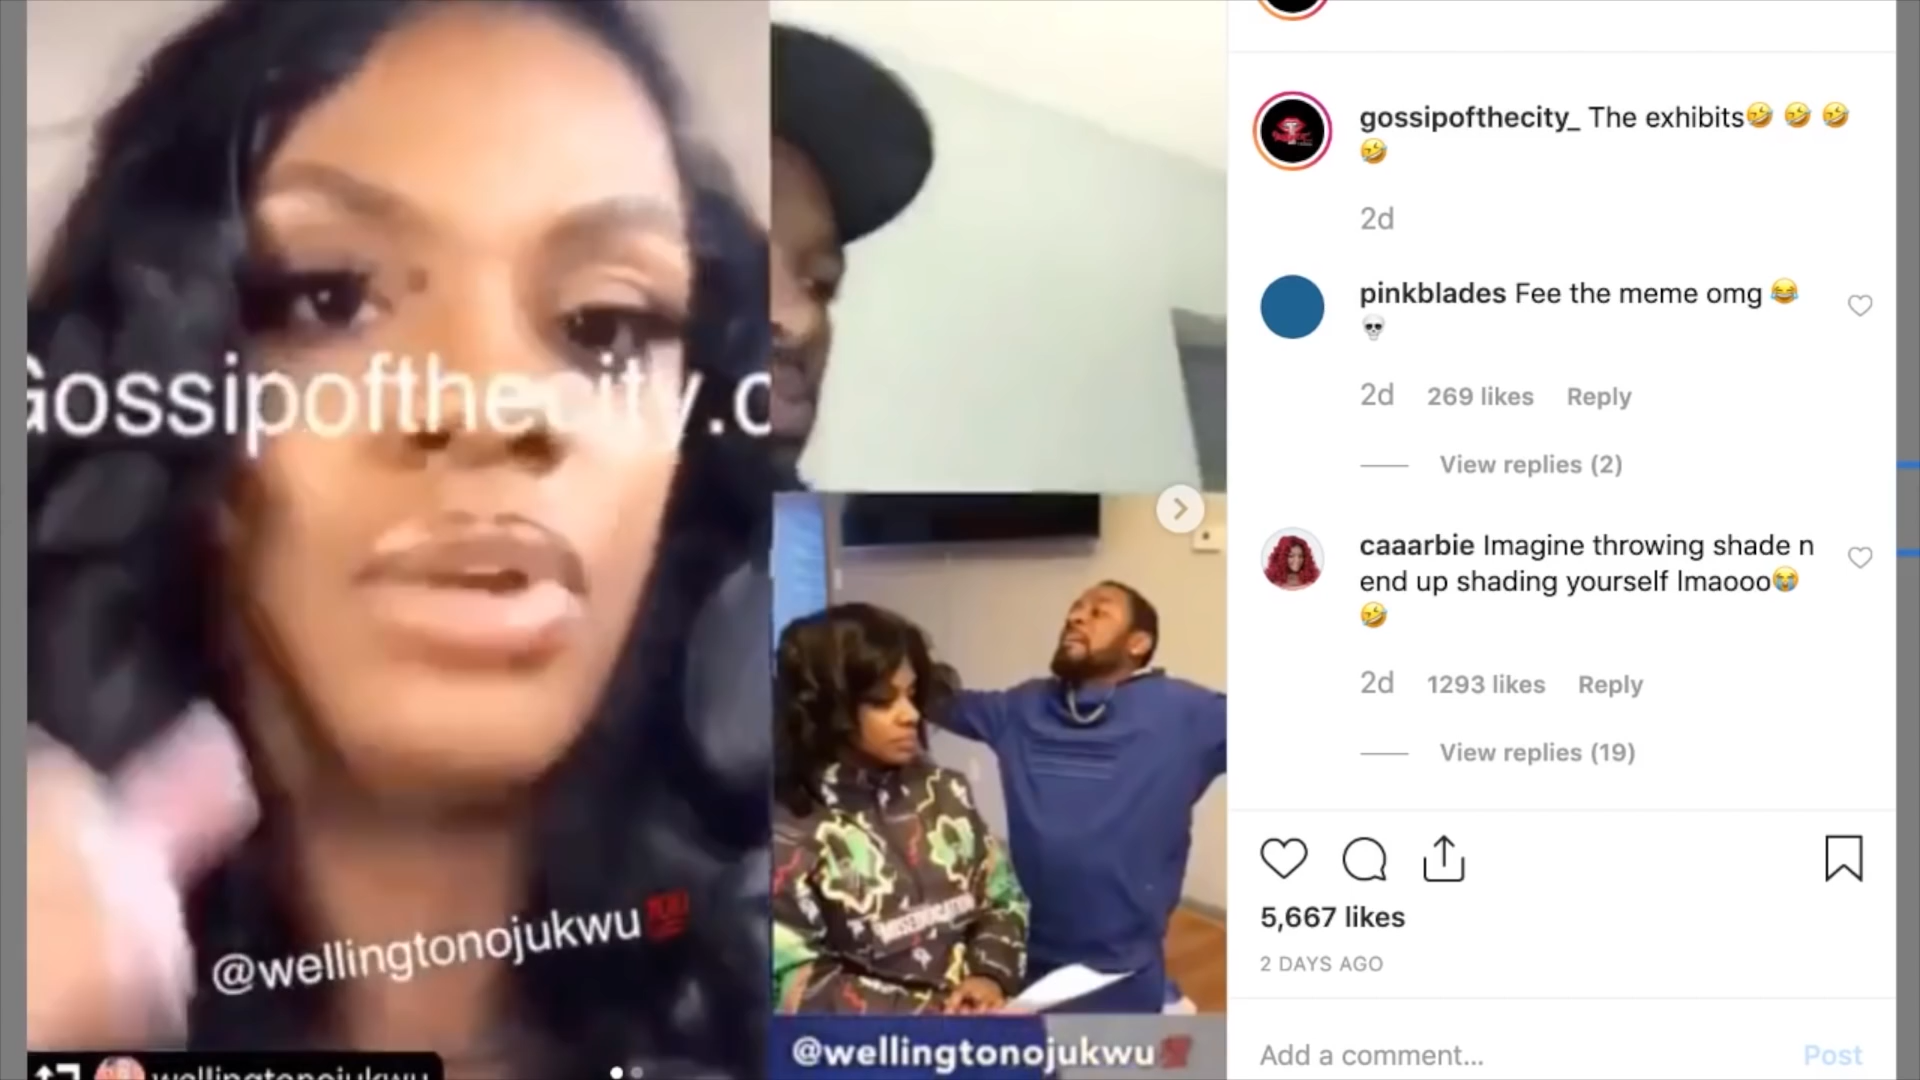 Gossipofthecity.c
@wellingtonojukwu💯
wellingtonojukwu
@wellingtonojukwu💯
gossipofthecity_ The exhibits🤣 🤣 🤣
🤣
2d
pinkblades Fee the meme omg 😂
💀
2d 269 likes Reply
View replies (2)
caaarbie Imagine throwing shade n
end up shading yourself lmaooo😭
🤣
2d 1293 likes Reply
View replies (19)
5,667 likes
2 DAYS AGO
Add a comment... Post